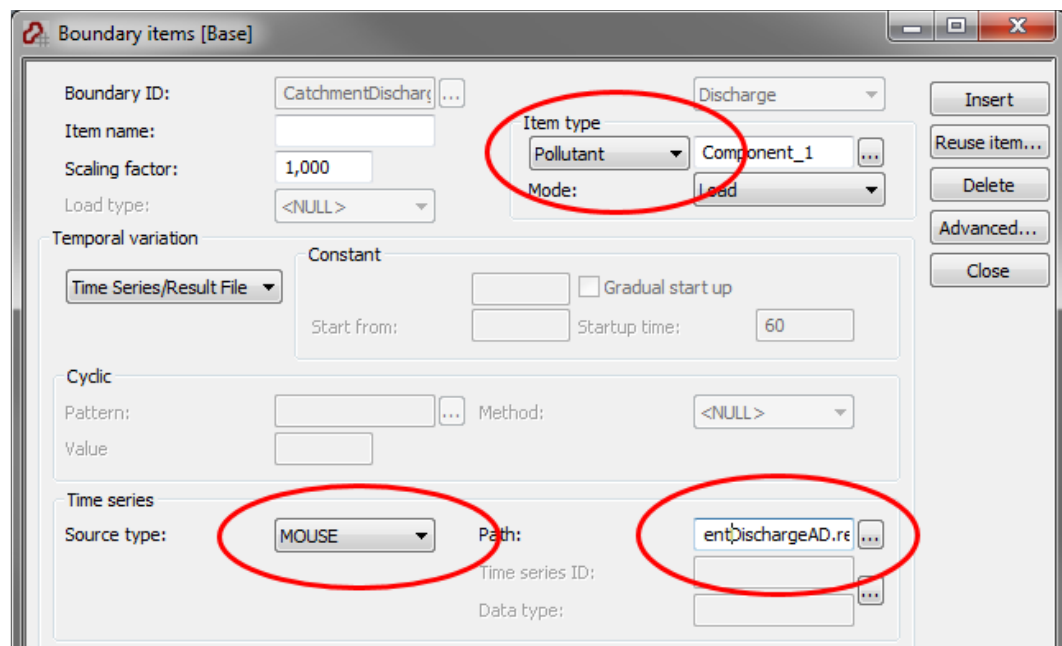 Boundary items [Base]
Boundary ID: CatchmentDischarg ... Discharge Insert
Item name: Item type
Pollutant Component_1 ... Reuse item...
Scaling factor: 1,000
Mode: Load Delete
Load type: <NULL>
Advanced...
Temporal variation
Constant
Close
Time Series/Result File Gradual start up
Start from: Startup time: 60
Cyclic
Pattern: ... Method: <NULL>
Value
Time series
Source type: MOUSE Path: entDischargeAD.re ...
Time series ID:
...
Data type: